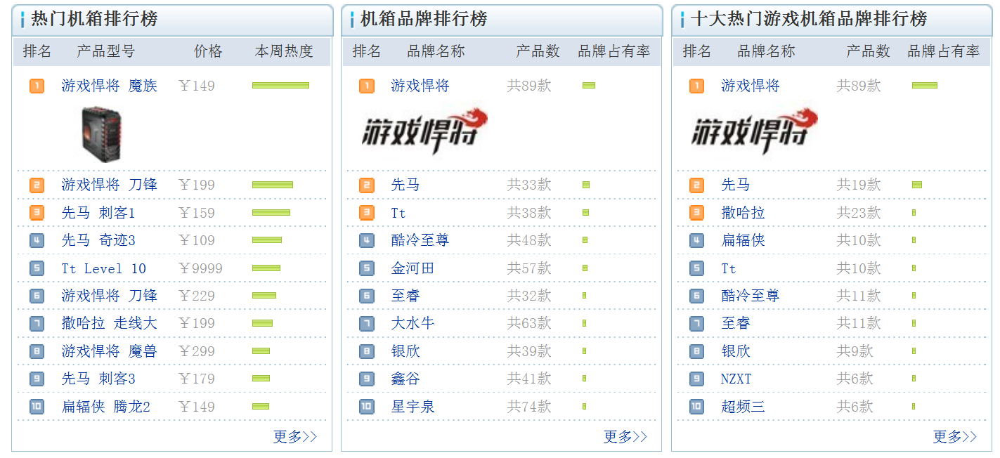 热门机箱排行榜
排名 产品型号 价格 本周热度
1 游戏悍将 魔族 ￥149
2 游戏悍将 刀锋 ￥199
3 先马 刺客1 ￥159
4 先马 奇迹3 ￥109
5 Tt Level 10 ￥9999
6 游戏悍将 刀锋 ￥229
7 撒哈拉 走线大 ￥199
8 游戏悍将 魔兽 ￥299
9 先马 刺客3 ￥179
10 扁辐侠 腾龙2 ￥149
更多>>
机箱品牌排行榜
排名 品牌名称 产品数 品牌占有率
1 游戏悍将 共89款
游戏悍将
2 先马 共33款
3 Tt 共38款
4 酷冷至尊 共48款
5 金河田 共57款
6 至睿 共32款
7 大水牛 共63款
8 银欣 共39款
9 鑫谷 共41款
10 星宇泉 共74款
更多>>
十大热门游戏机箱品牌排行榜
排名 品牌名称 产品数 品牌占有率
1 游戏悍将 共89款
游戏悍将
2 先马 共19款
3 撒哈拉 共23款
4 扁辐侠 共10款
5 Tt 共10款
6 酷冷至尊 共11款
7 至睿 共11款
8 银欣 共9款
9 NZXT 共6款
10 超频三 共6款
更多>>